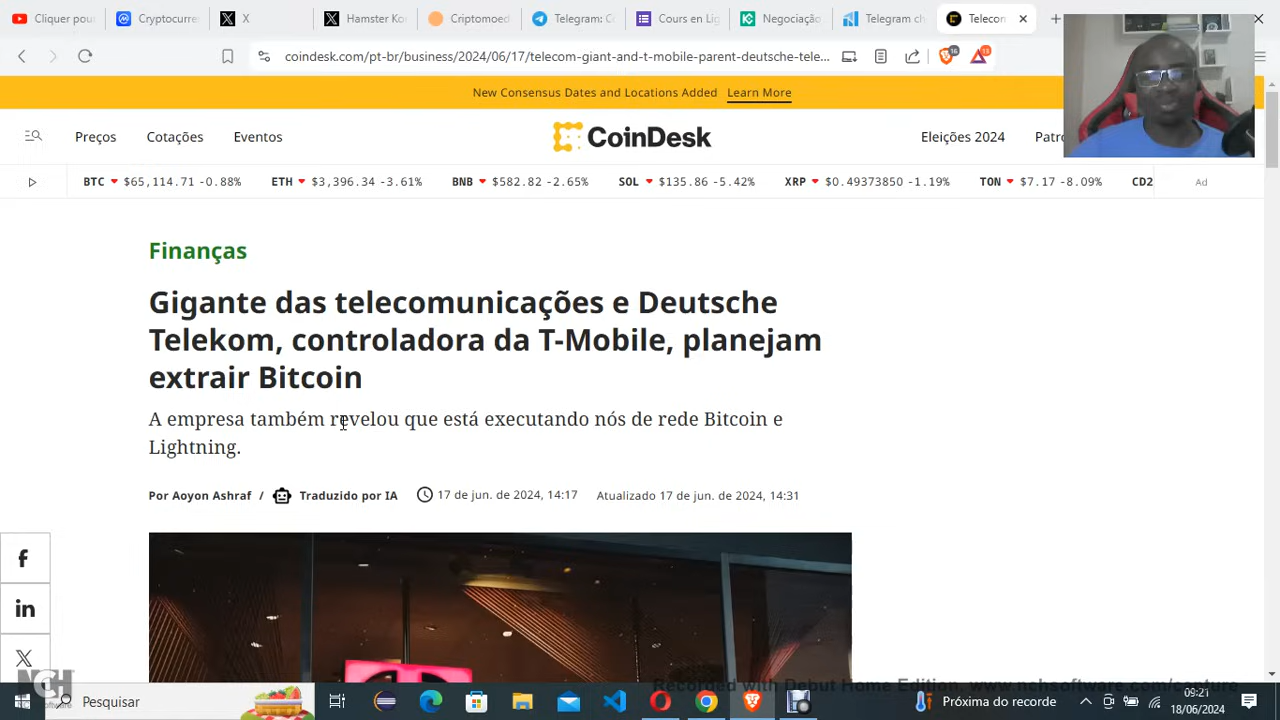 Cliquer pou
Cryptocurre
X
Hamster Ko
Criptomoed
Telegram: C
Cours en Lig
Negociação
Telegram ch
Telecom
coindesk.com/pt-br/business/2024/06/17/telecom-giant-and-t-mobile-parent-deutsche-tele...
16
15
New Consensus Dates and Locations Added Learn More
Preços Cotações Eventos
CoinDesk
Eleições 2024 Patro
BTC $65,114.71 -0.88% ETH $3,396.34 -3.61% BNB $582.82 -2.65% SOL $135.86 -5.42% XRP $0.49373850 -1.19% TON $7.17 -8.09% CD2 Ad
Finanças
Gigante das telecomunicações e Deutsche
Telekom, controladora da T-Mobile, planejam
extrair Bitcoin
A empresa também revelou que está executando nós de rede Bitcoin e
Lightning.
Por Aoyon Ashraf / Traduzido por IA 17 de jun. de 2024, 14:17 Atualizado 17 de jun. de 2024, 14:31
NCH
Software
Recorded with Debut Home Edition. www.nchsoftware.com/capture
Pesquisar
Próxima do recorde
09:21
18/06/2024